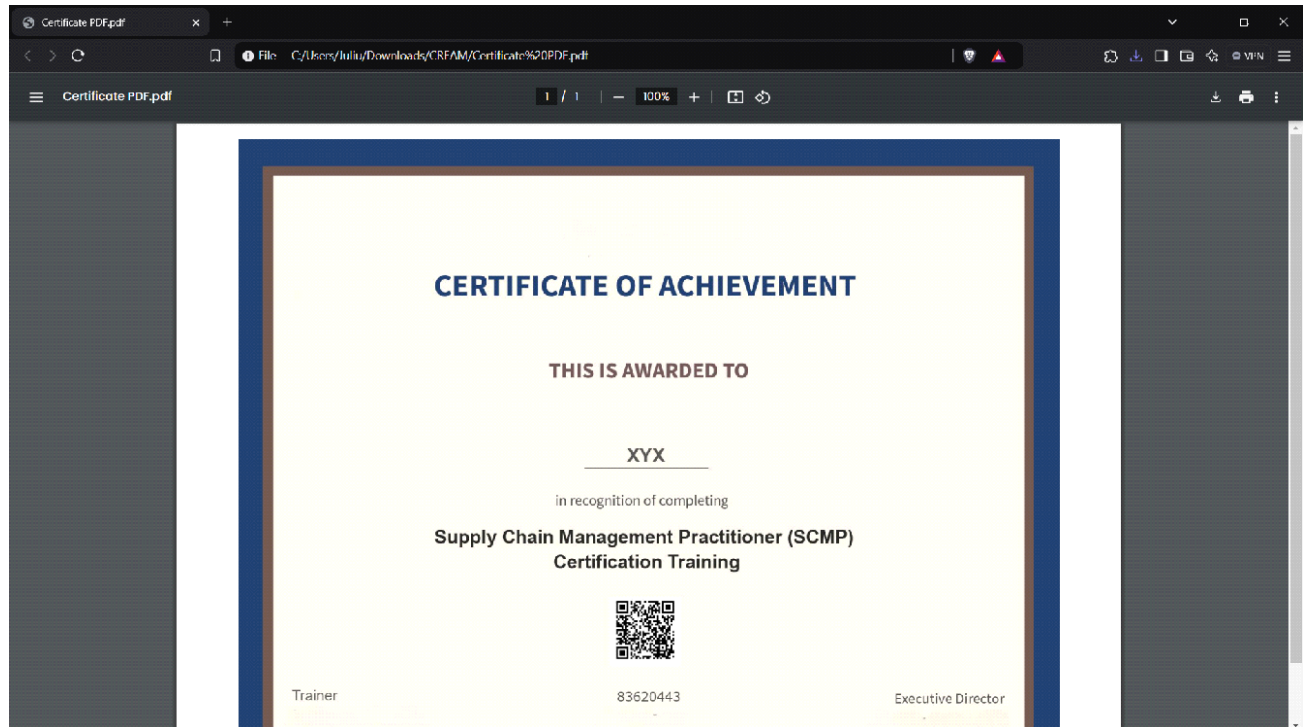 Certificate PDF.pdf
File C:/Users/Juliu/Downloads/CREAM/Certificate%20PDF.pdf
VPN
Certificate PDF.pdf
1 / 1
100%
CERTIFICATE OF ACHIEVEMENT
THIS IS AWARDED TO
XYX
in recognition of completing
Supply Chain Management Practitioner (SCMP)
Certification Training
Trainer
83620443
Executive Director